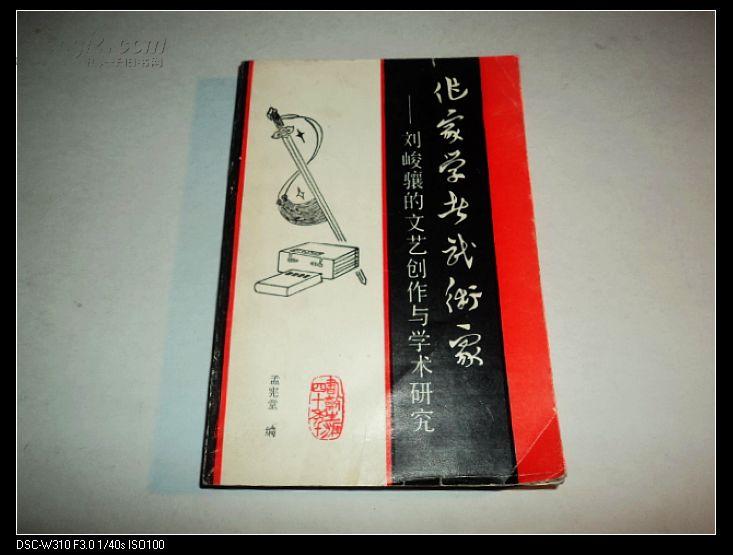 作家学者武術家
——刘峻骧的文艺创作与学术研究
孟宪堂 编
DSC-W310 F3.0 1/40s ISO100